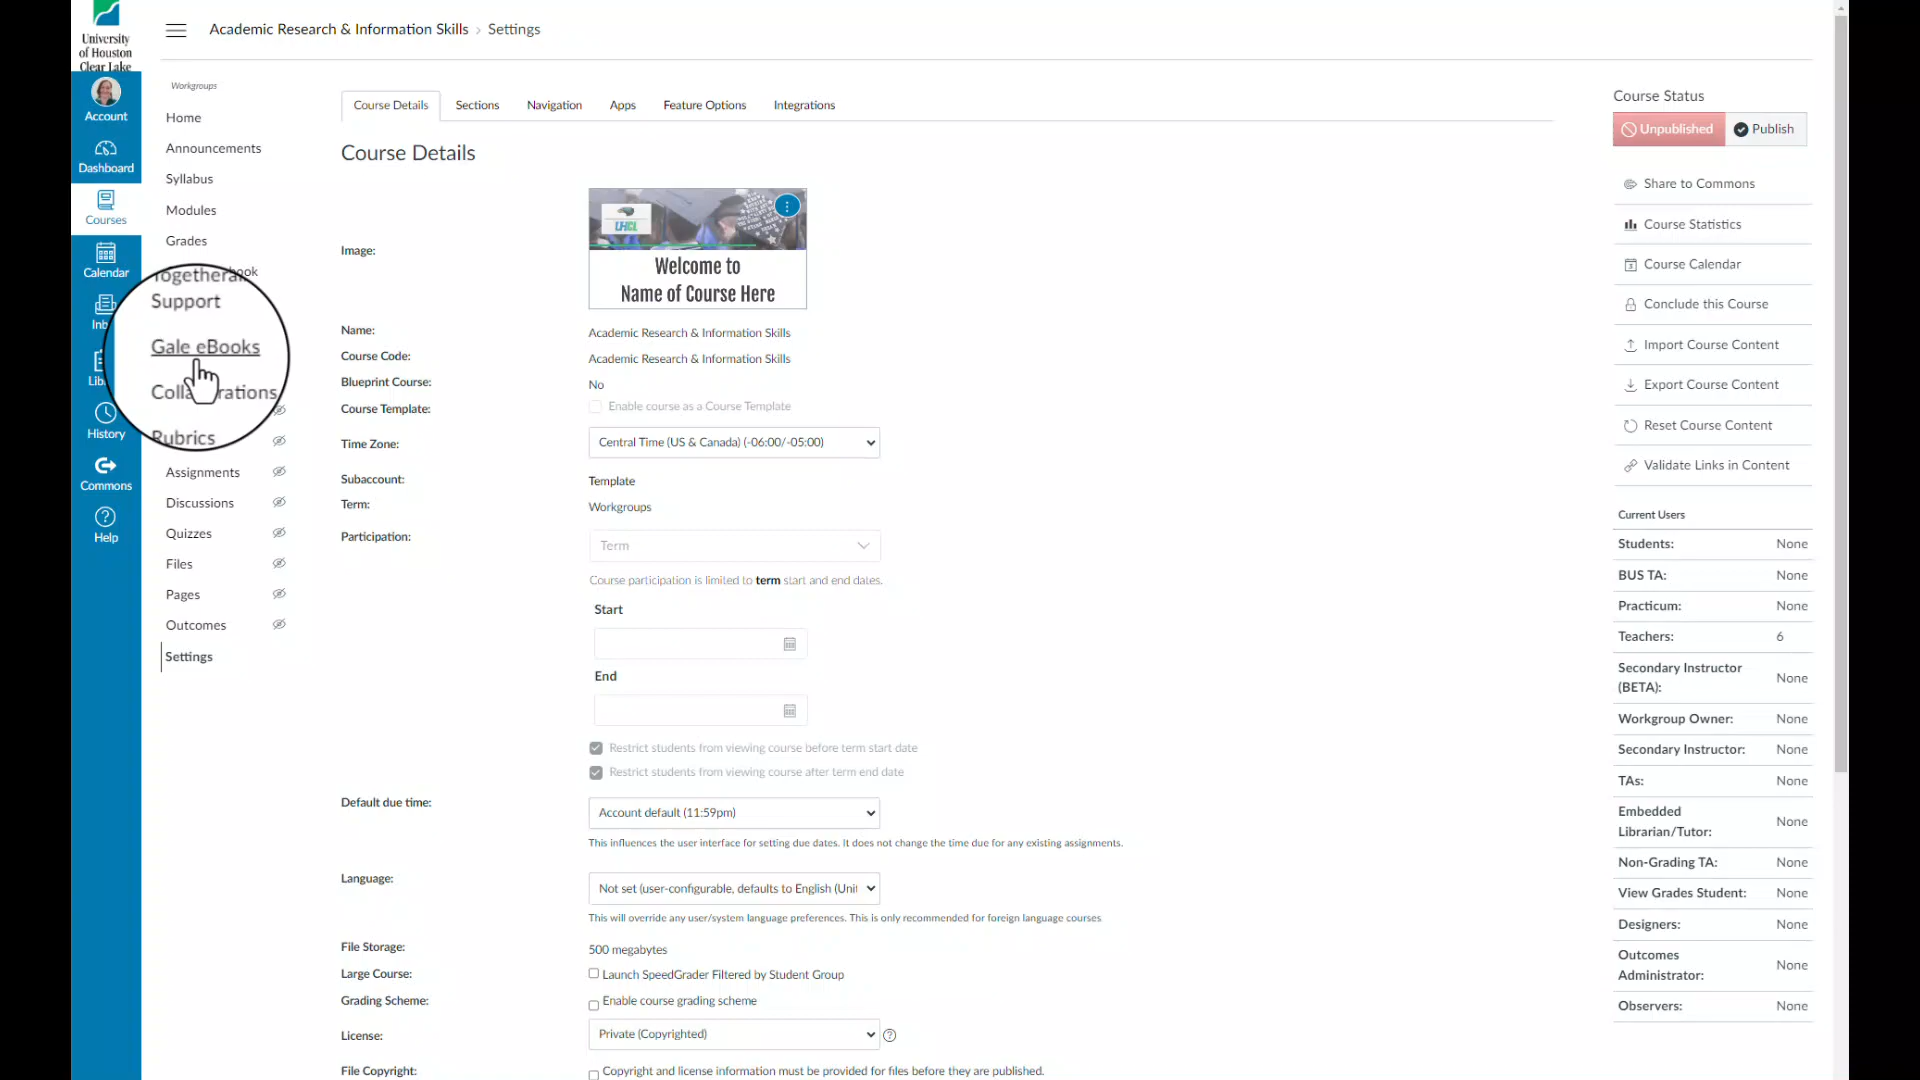 University
of Houston
Clear Lake
Account
Dashboard
Courses
Calendar
Inb
Lib
History
Commons
Help
Academic Research & Information Skills › Settings
Workgroups
Home
Announcements
Syllabus
Modules
Grades
book
Support
Gale eBooks
Rubrics
Assignments
Discussions
Quizzes
Files
Pages
Outcomes
Settings
Course Details Sections Navigation Apps Feature Options Integrations
Course Details
Image:
UHCL
Welcome to
Name of Course Here
Name: Academic Research & Information Skills
Course Code: Academic Research & Information Skills
Blueprint Course: No
Course Template: Enable course as a Course Template
Time Zone: Central Time (US & Canada) (-06:00/-05:00)
Subaccount: Template
Term: Workgroups
Participation: Term
Course participation is limited to term start and end dates.
Start
End
Restrict students from viewing course before term start date
Restrict students from viewing course after term end date
Default due time: Account default (11:59pm)
This influences the user interface for setting due dates. It does not change the time due for any existing assignments.
Language: Not set (user-configurable, defaults to English (Unit
This will override any user/system language preferences. This is only recommended for foreign language courses
File Storage: 500 megabytes
Large Course: Launch SpeedGrader Filtered by Student Group
Grading Scheme: Enable course grading scheme
License: Private (Copyrighted)
File Copyright: Copyright and license information must be provided for files before they are published.
Course Status
Unpublished Publish
Share to Commons
Course Statistics
Course Calendar
Conclude this Course
Import Course Content
Export Course Content
Reset Course Content
Validate Links in Content
Current Users
Students: None
BUS TA: None
Practicum: None
Teachers: 6
Secondary Instructor
(BETA): None
Workgroup Owner: None
Secondary Instructor: None
TAs: None
Embedded
Librarian/Tutor: None
Non-Grading TA: None
View Grades Student: None
Designers: None
Outcomes
Administrator: None
Observers: None